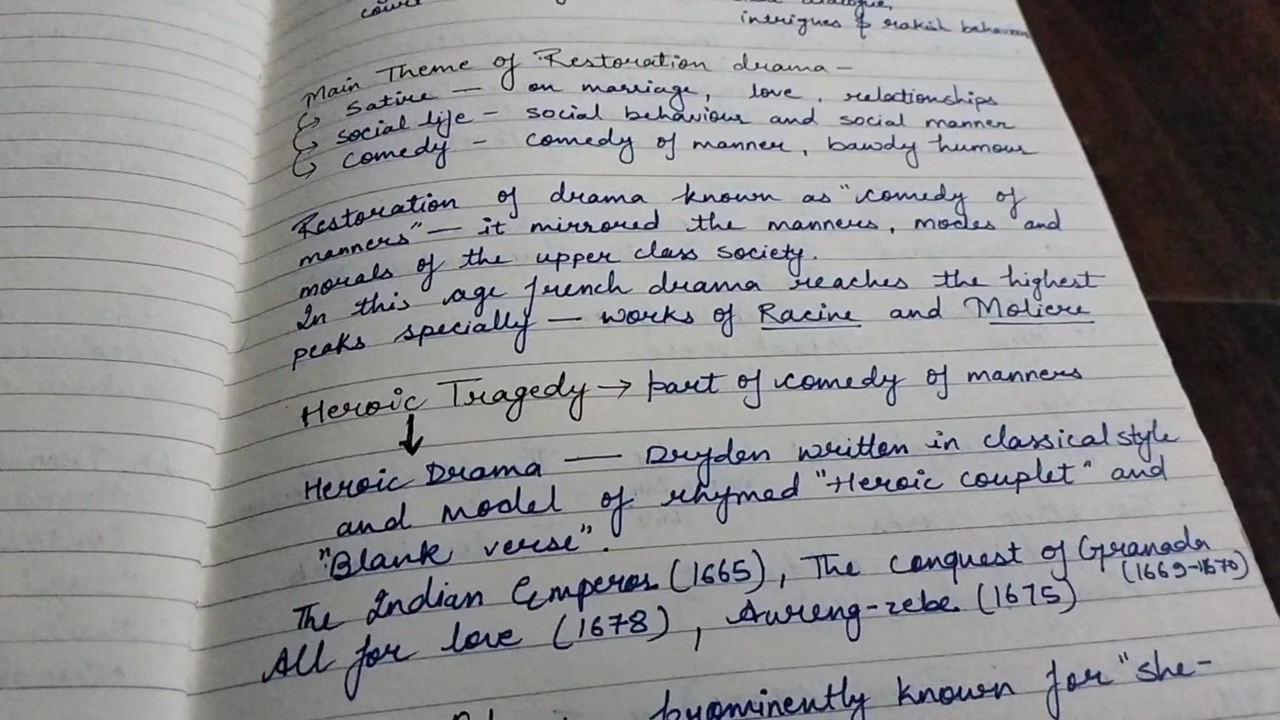 intrigues & rakish behaviour
Main Theme of Restoration drama -
↳ Satire - on marriage, love, relationships
↳ social life - social behaviour and social manner
↳ comedy - comedy of manner, bawdy humour
Restoration of drama known as "comedy of
manners" - it mirrored the manners, modes and
morals of the upper class society.
In this age french drama reaches the highest
peaks specially - works of Racine and Moliere
Heroic Tragedy → part of comedy of manners
↓
Heroic Drama - Dryden written in classical style
and model of rhymed "Heroic couplet" and
"Blank verse".
The Indian Emperor (1665), The conquest of Granada
(1669-1670)
All for love (1678), Aureng-zebe (1675)
prominently known for "she-